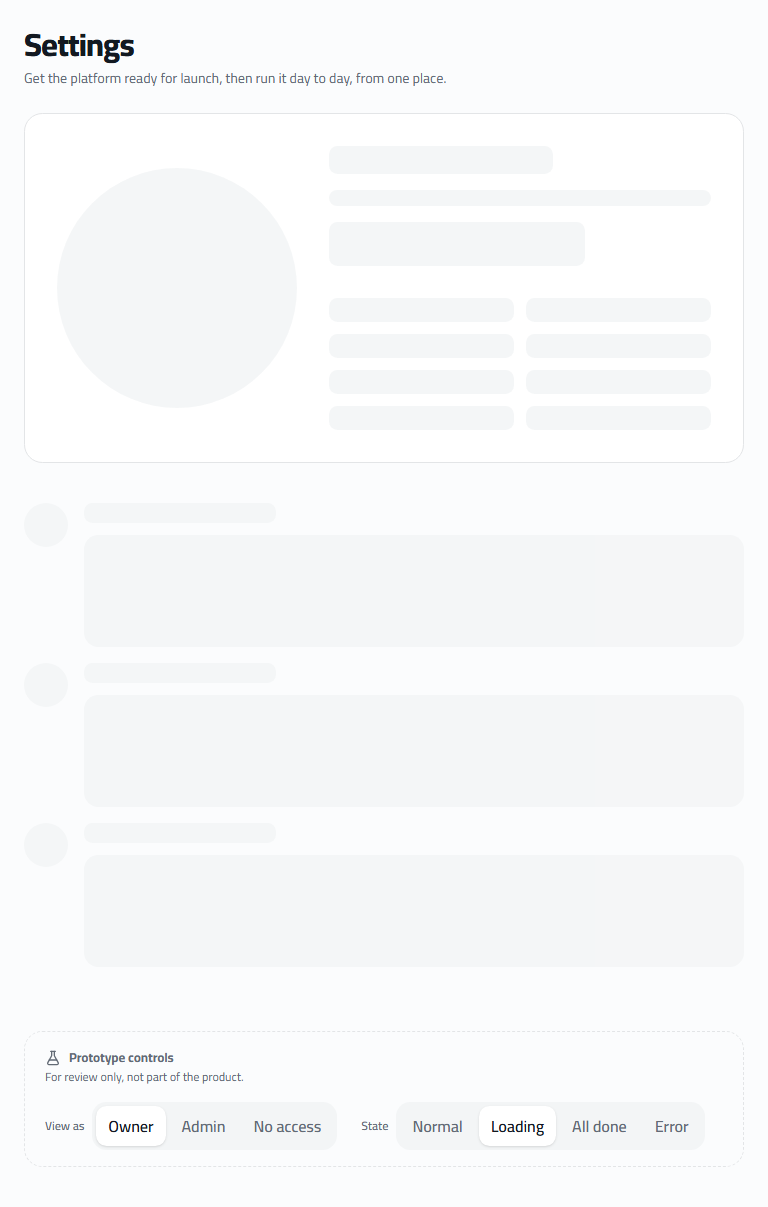 Settings
Get the platform ready for launch, then run it day to day, from one place.
Prototype controls
For review only, not part of the product.
View as Owner Admin No access State Normal Loading All done Error